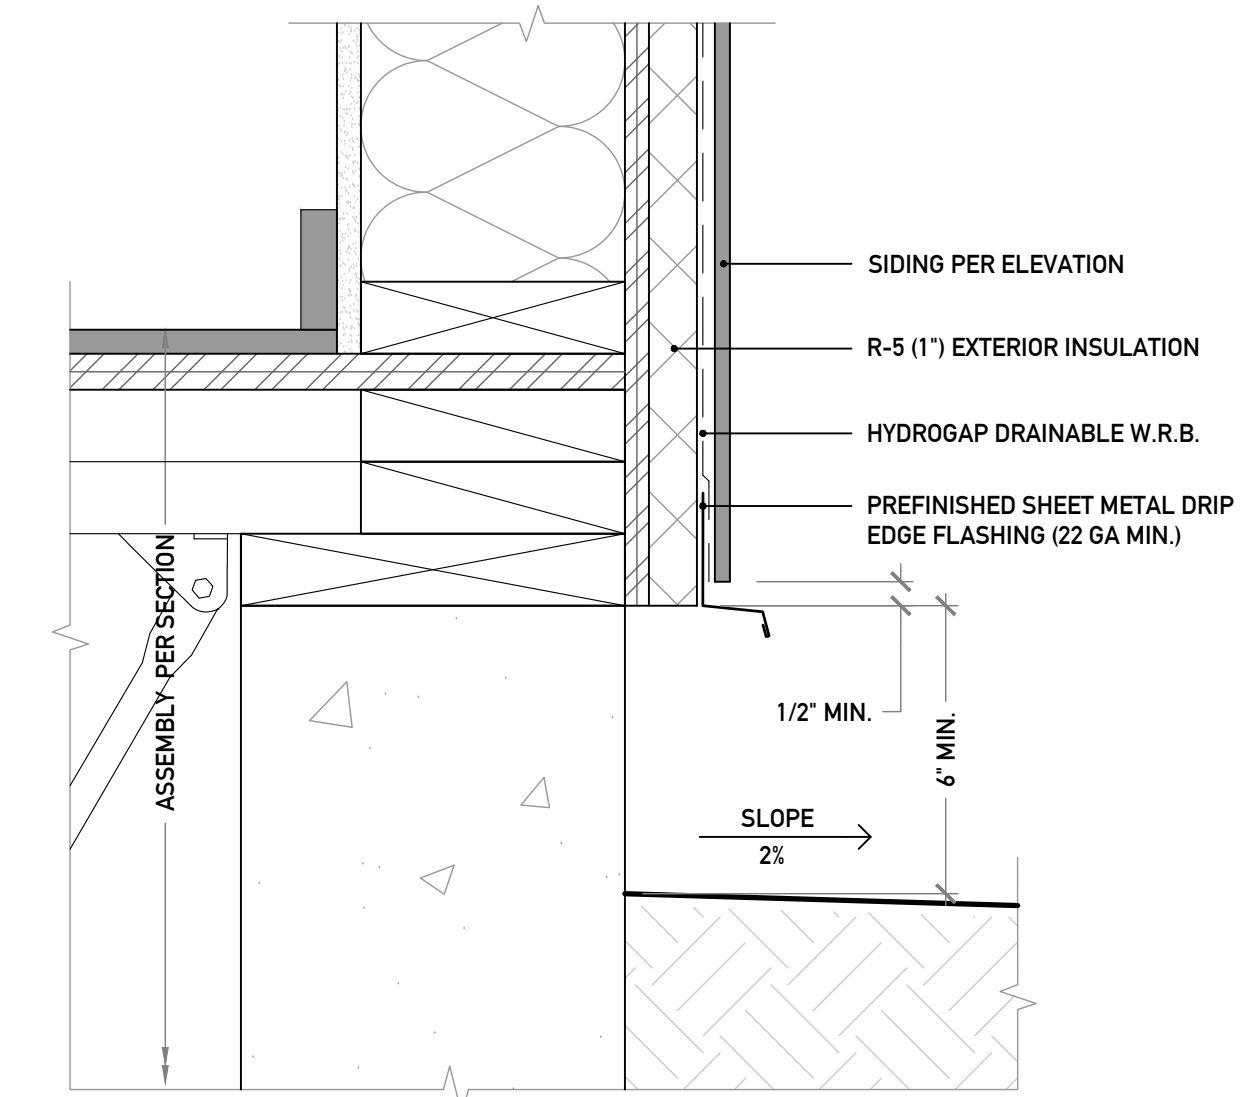 SIDING PER ELEVATION
R-5 (1") EXTERIOR INSULATION
HYDROGAP DRAINABLE W.R.B.
PREFINISHED SHEET METAL DRIP
EDGE FLASHING (22 GA MIN.)
ASSEMBLY PER SECTION
1/2" MIN.
6" MIN.
SLOPE
2%